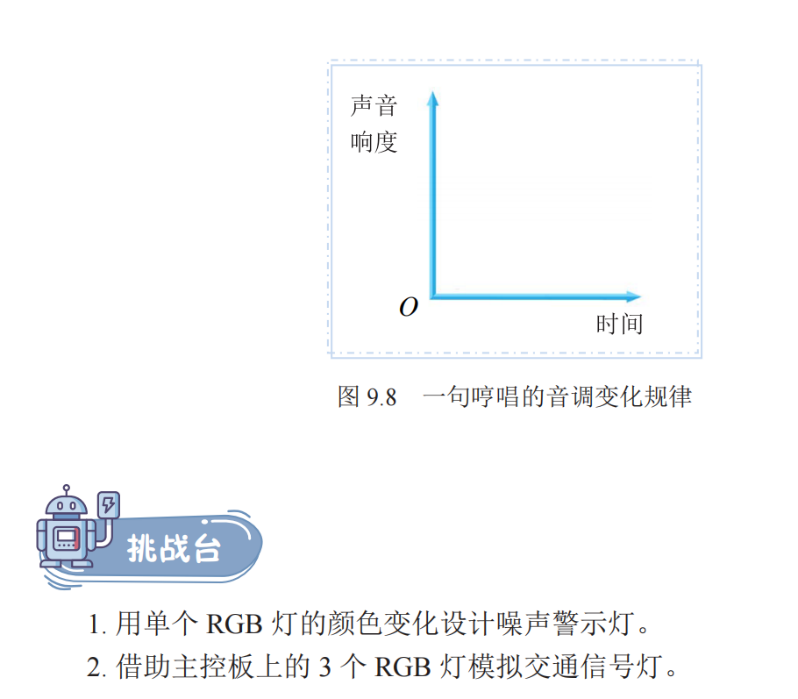 声音
响度
O
时间
图 9.8 一句哼唱的音调变化规律
挑战台
1. 用单个 RGB 灯的颜色变化设计噪声警示灯。
2. 借助主控板上的 3 个 RGB 灯模拟交通信号灯。